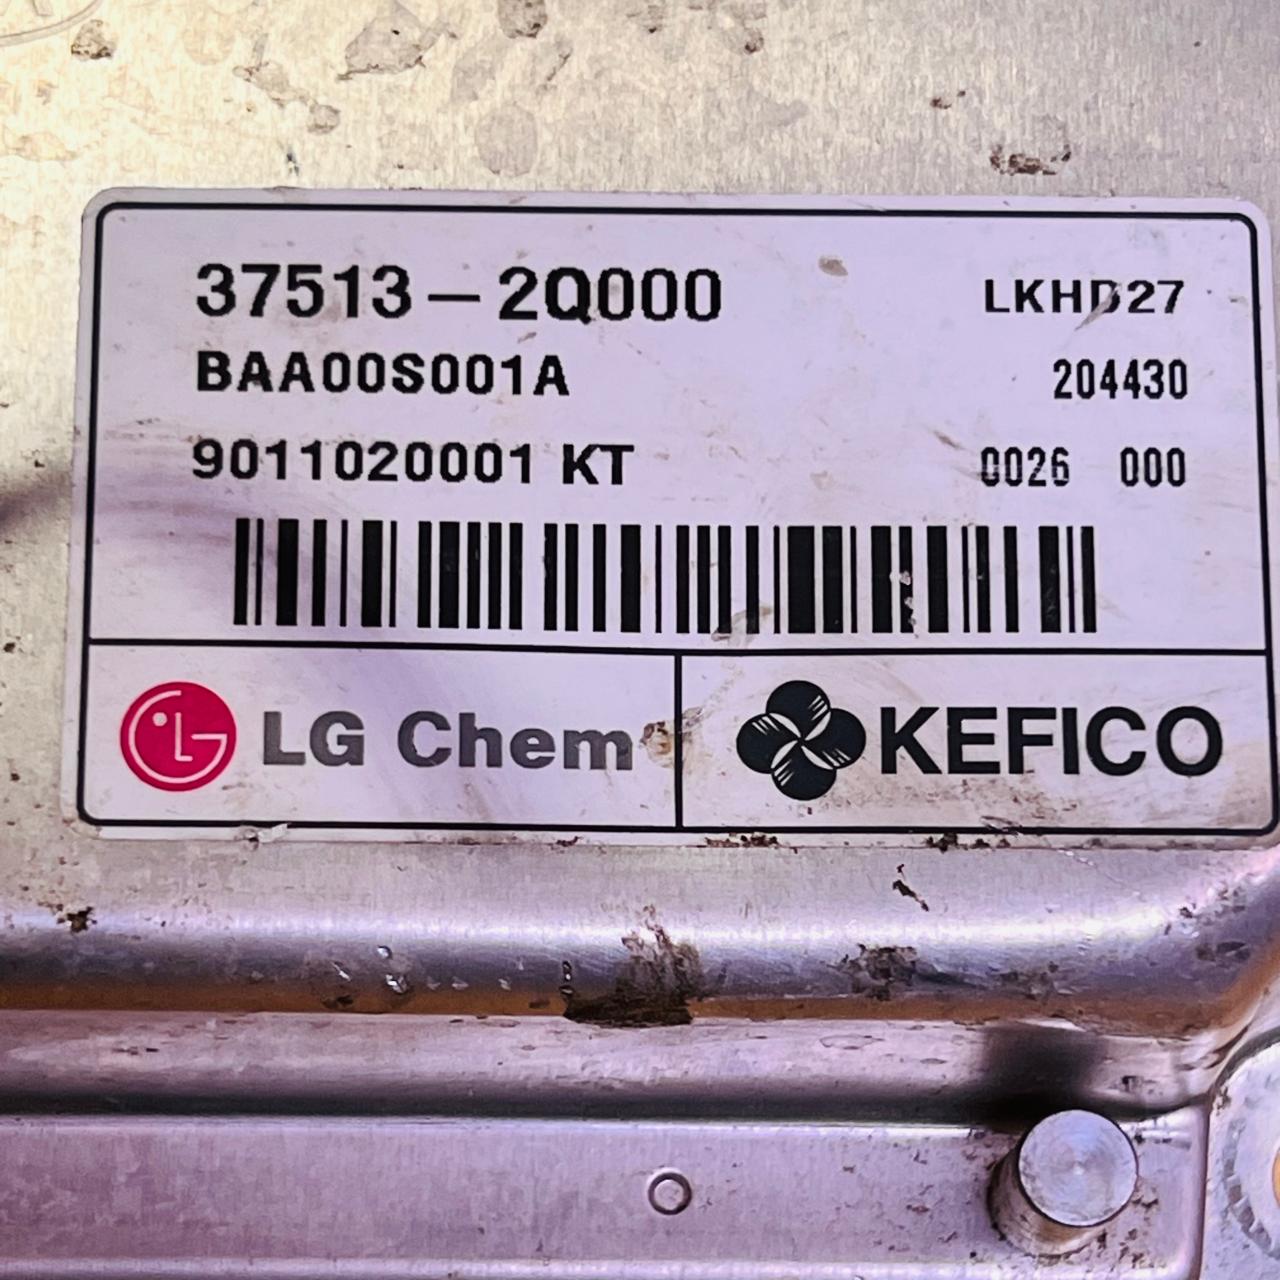 37513-2Q000 LKHD27
BAA00S001A 204430
9011020001 KT 0026 000
LG Chem KEFICO